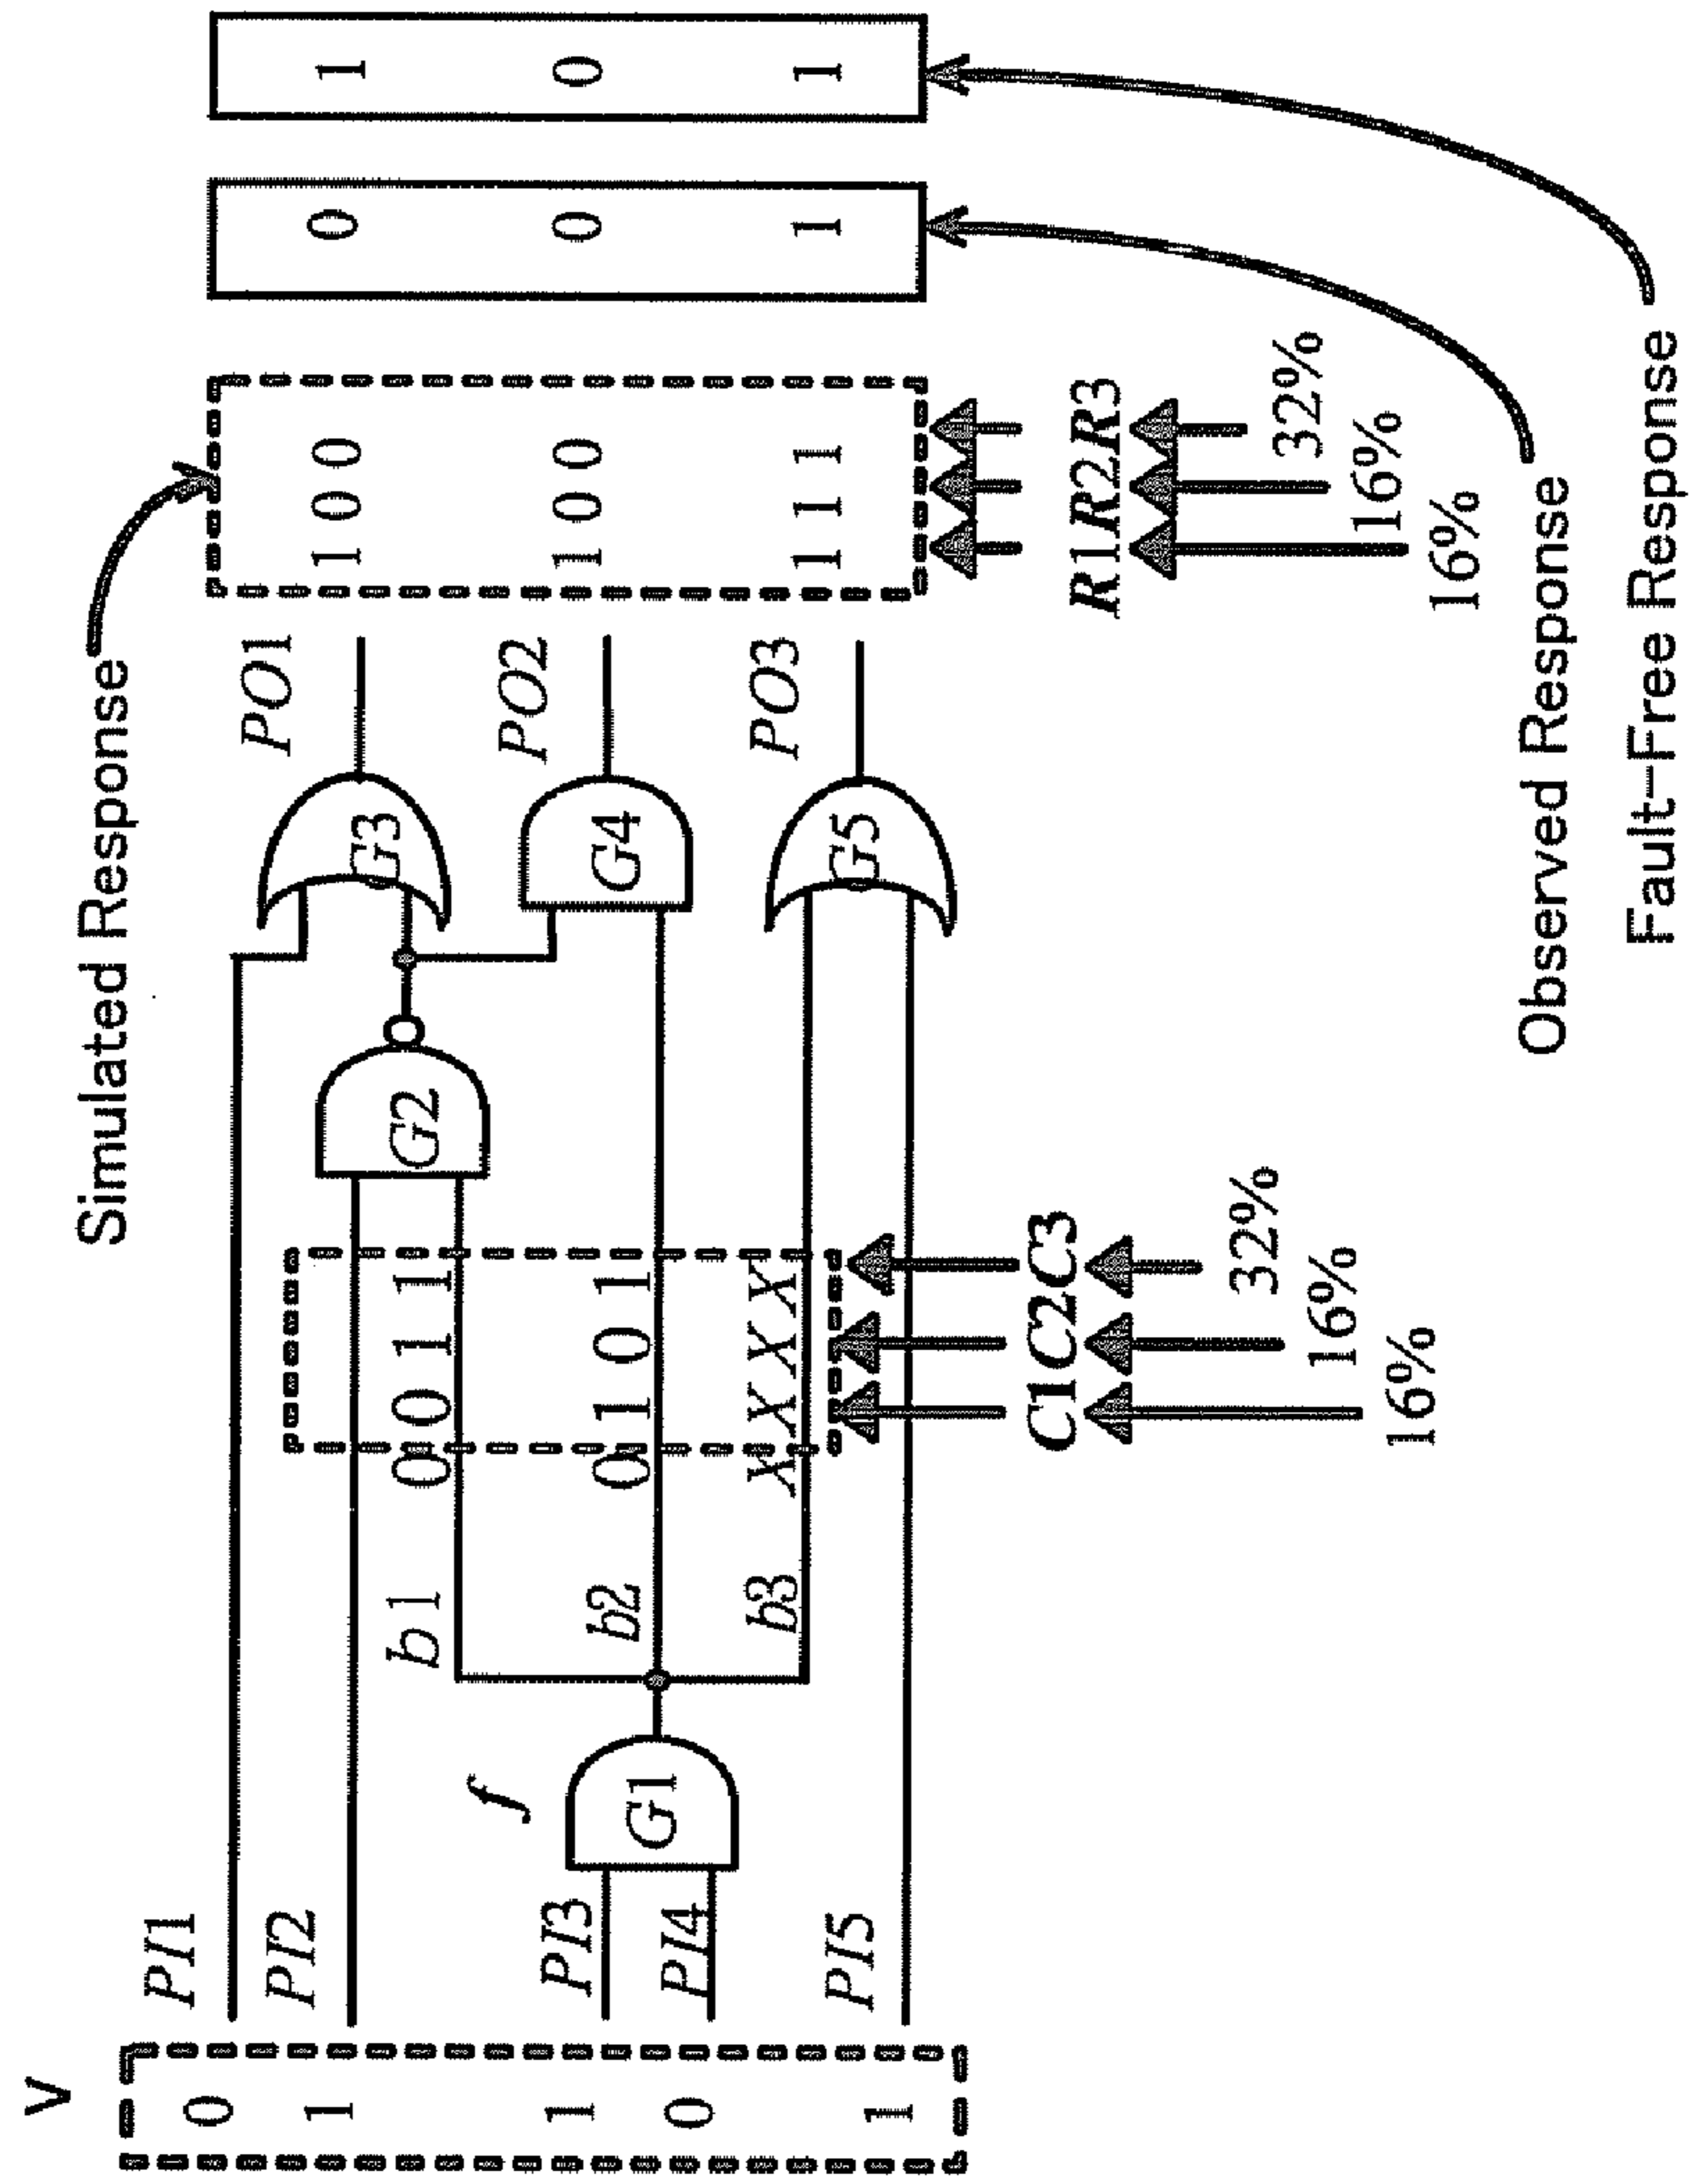 V
0
1
1
0
1
PI1
PI2
PI3
PI4
PI5
f
G1
b1
b2
b3
0 0 1 1
0 1 0 1
X X X X
C1 C2 C3
16%
16%
32%
G2
G3
G4
G5
PO1
PO2
PO3
Simulated Response
1 0 0
1 0 0
1 1 1
R1 R2 R3
16%
16%
32%
0
0
1
Observed Response
1
0
1
Fault-Free Response